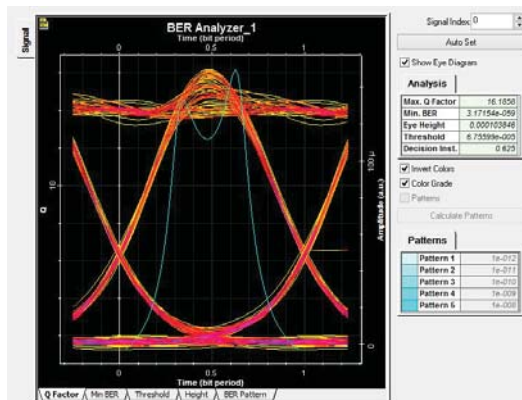 Signal
BER Analyzer_1
Time (bit period)
0 0.5 1
Q
10
0
Amplitude (a.u.)
100 µ
0
0 0.5 1
Time (bit period)
Q Factor Min BER Threshold Height BER Pattern
Signal Index: 0
Auto Set
Show Eye Diagram
Analysis
Max. Q Factor 16.1858
Min. BER 3.17154e-059
Eye Height 0.000103846
Threshold 6.75599e-005
Decision Inst. 0.625
Invert Colors
Color Grade
Patterns
Calculate Patterns
Patterns
Pattern 1 1e-012
Pattern 2 1e-011
Pattern 3 1e-010
Pattern 4 1e-009
Pattern 5 1e-008